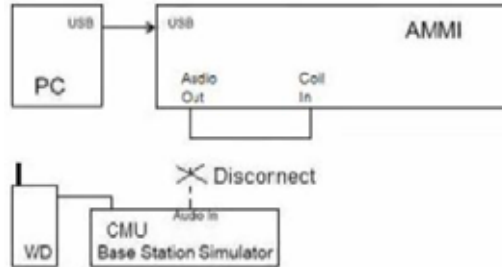 USB
USB
AMMI
PC
Audio
Out
Coil
In
Disconnect
Audio In
CMU
WD
Base Station Simulator